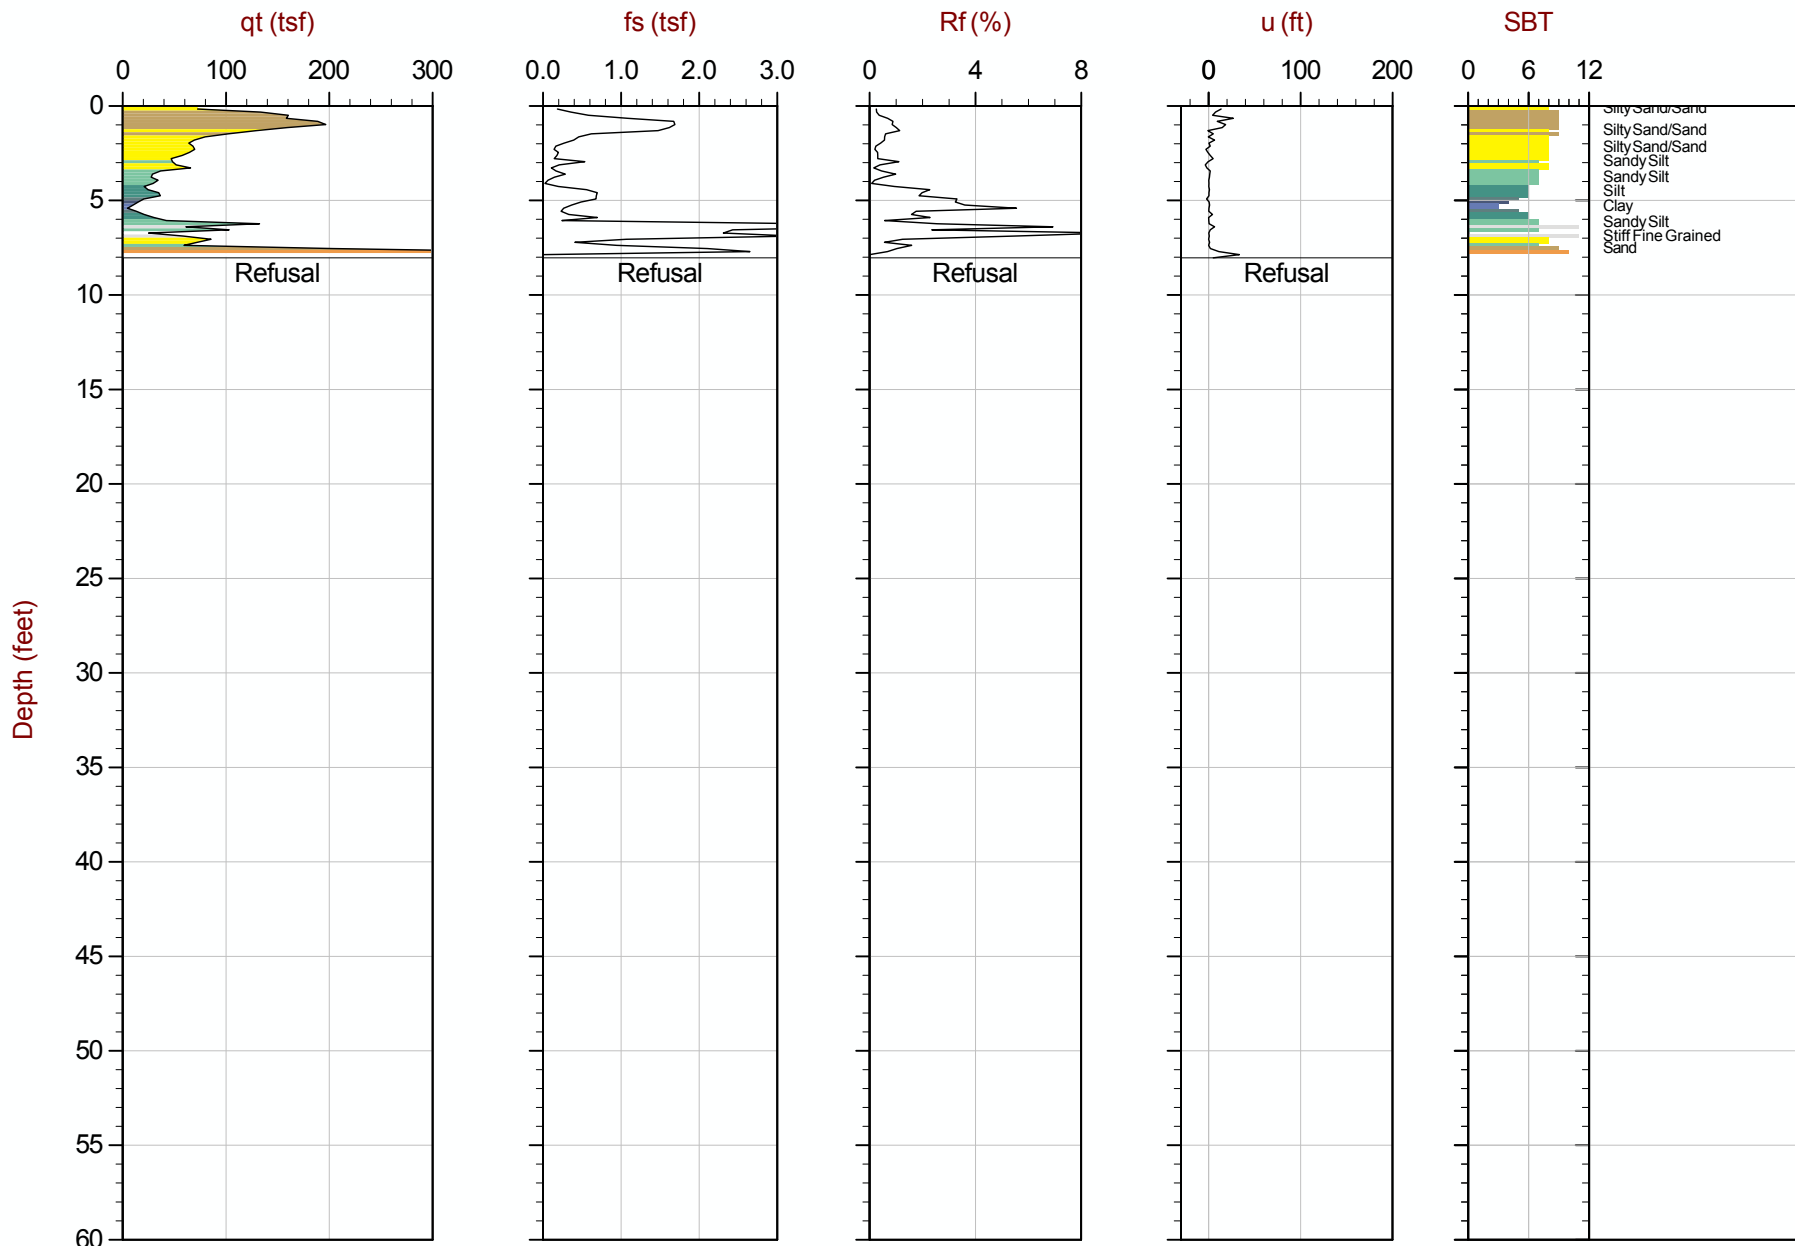 qt (tsf) fs (tsf) Rf (%) u (ft) SBT
0 100 200 300 0.0 1.0 2.0 3.0 0 4 8 0 100 200 0 6 12
0
Silty Sand/Sand
Silty Sand/Sand
Silty Sand/Sand
Sandy Silt
Sandy Silt
5
Silt
Clay
Sandy Silt
Stiff Fine Grained
Sand
Refusal Refusal Refusal Refusal
10
15
20
25
30
Depth (feet)
35
40
45
50
55
60